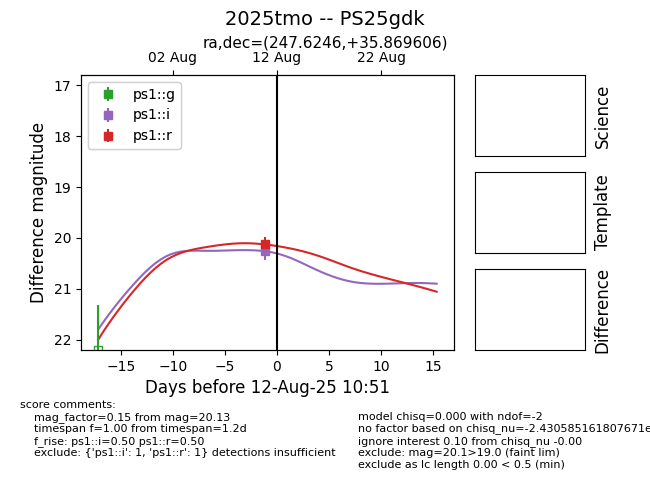 2025tmo -- PS25gdk
ra,dec=(247.6246,+35.869606)
02 Aug 12 Aug 22 Aug
17
18
19
20
21
22
Difference magnitude
ps1::g
ps1::i
ps1::r
−15 −10 −5 0 5 10 15
Days before 12-Aug-25 10:51
Science
Template
Difference
score comments:
mag_factor=0.15 from mag=20.13
timespan f=1.00 from timespan=1.2d
f_rise: ps1::i=0.50 ps1::r=0.50
exclude: {'ps1::i': 1, 'ps1::r': 1} detections insufficient
model chisq=0.000 with ndof=-2
no factor based on chisq_nu=-2.430585161807671e
ignore interest 0.10 from chisq_nu -0.00
exclude: mag=20.1>19.0 (faint lim)
exclude as lc length 0.00 < 0.5 (min)